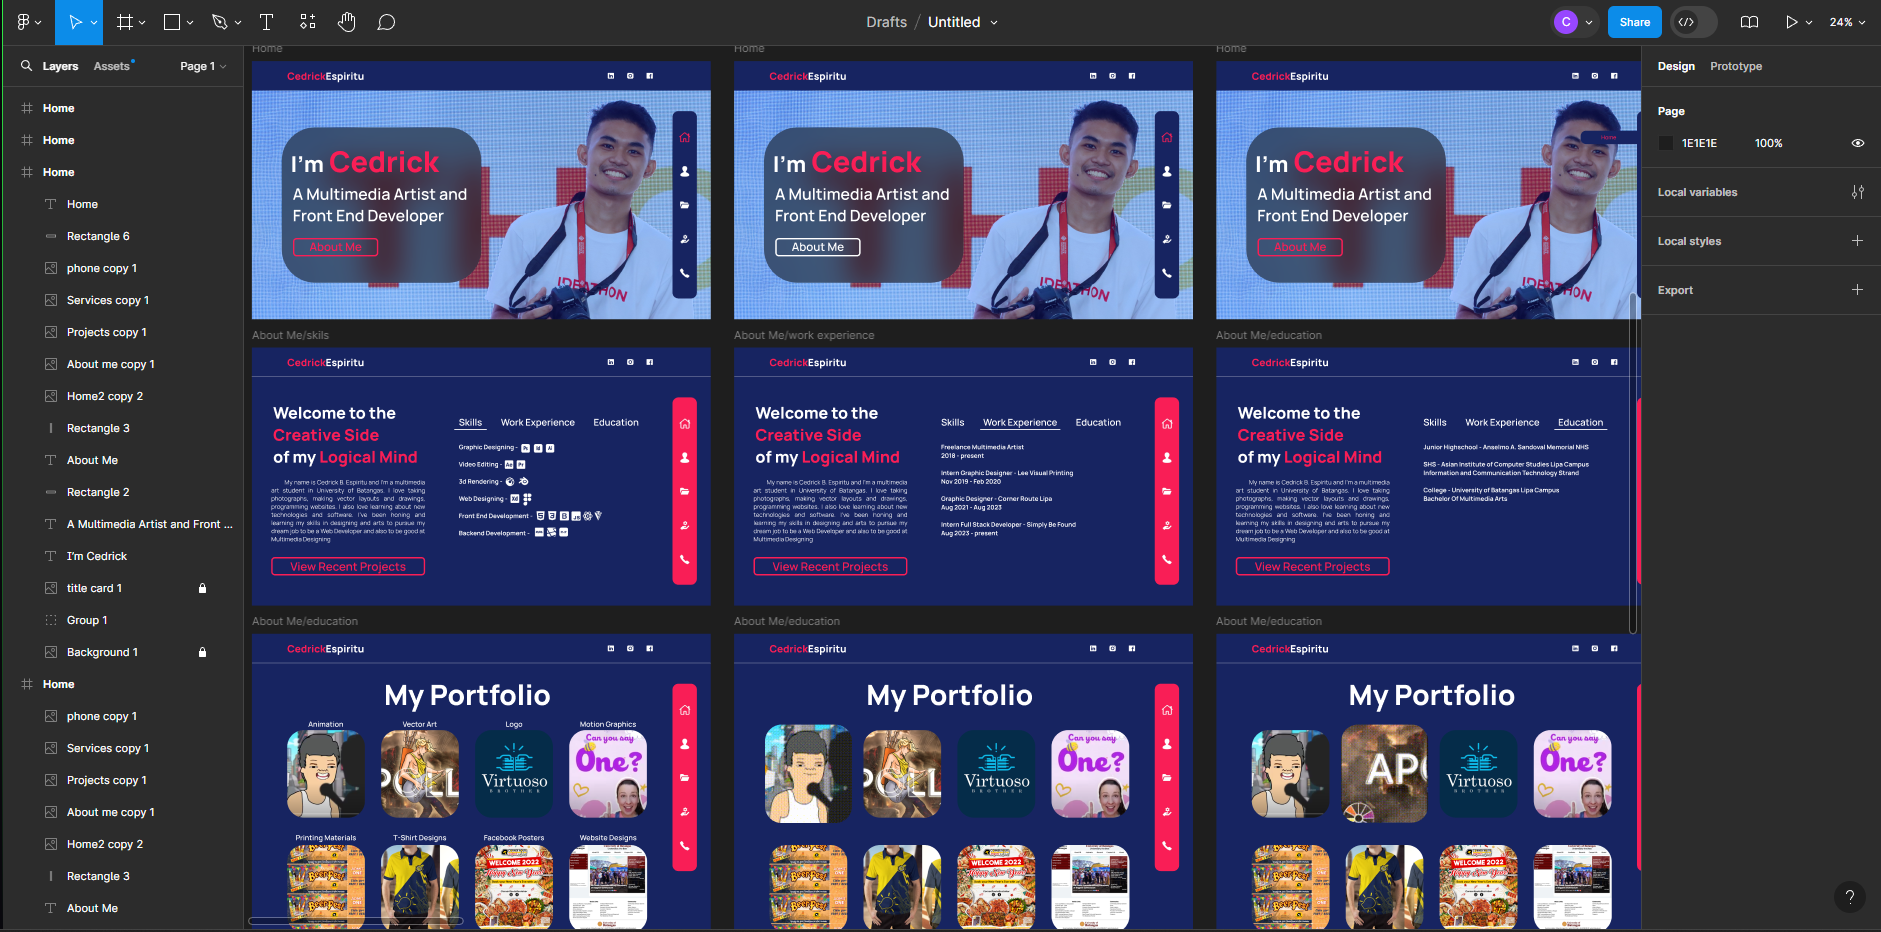 Drafts / Untitled
C
Share
24%
Layers
Assets
Page 1
Home
Home
Home
Home
Rectangle 6
phone copy 1
Services copy 1
Projects copy 1
About me copy 1
Home2 copy 2
Rectangle 3
About Me
Rectangle 2
A Multimedia Artist and Front ...
I'm Cedrick
title card 1
Group 1
Background 1
Home
phone copy 1
Services copy 1
Projects copy 1
About me copy 1
Home2 copy 2
Rectangle 3
About Me
Home
CedrickEspiritu
I'm Cedrick
A Multimedia Artist and
Front End Developer
About Me
IDEATHON
Home
CedrickEspiritu
I'm Cedrick
A Multimedia Artist and
Front End Developer
About Me
IDEATHON
Home
CedrickEspiritu
Home
I'm Cedrick
A Multimedia Artist and
Front End Developer
About Me
IDEATHON
About Me/skils
CedrickEspiritu
Welcome to the
Creative Side
of my Logical Mind
My name is Cedrick B. Espiritu and I'm a multimedia
art student in University of Batangas. I love taking
photographs, making vector layouts and drawings,
programming websites. I also love learning about new
technologies and software. I've been honing and
learning my skills in designing and arts to pursue my
dream job to be a Web Developer and also to be good at
Multimedia Designing
View Recent Projects
Skills
Work Experience
Education
Graphic Designing -
Video Editing -
3d Rendering -
Web Designing -
Front End Development -
Backend Development -
About Me/work experience
CedrickEspiritu
Welcome to the
Creative Side
of my Logical Mind
My name is Cedrick B. Espiritu and I'm a multimedia
art student in University of Batangas. I love taking
photographs, making vector layouts and drawings,
programming websites. I also love learning about new
technologies and software. I've been honing and
learning my skills in designing and arts to pursue my
dream job to be a Web Developer and also to be good at
Multimedia Designing
View Recent Projects
Skills
Work Experience
Education
Freelance Multimedia Artist
2018 - present
Intern Graphic Designer - Lee Visual Printing
Nov 2019 - Feb 2020
Graphic Designer - Corner Route Lipa
Aug 2021 - Aug 2023
Intern Full Stack Developer - Simply Be Found
Aug 2023 - present
About Me/education
CedrickEspiritu
Welcome to the
Creative Side
of my Logical Mind
My name is Cedrick B. Espiritu and I'm a multimedia
art student in University of Batangas. I love taking
photographs, making vector layouts and drawings,
programming websites. I also love learning about new
technologies and software. I've been honing and
learning my skills in designing and arts to pursue my
dream job to be a Web Developer and also to be good at
Multimedia Designing
View Recent Projects
Skills
Work Experience
Education
Junior Highschool - Anselmo A. Sandoval Memorial NHS
SHS - Asian Institute of Computer Studies Lipa Campus
Information and Communication Technology Strand
College - University of Batangas Lipa Campus
Bachelor Of Multimedia Arts
About Me/education
CedrickEspiritu
My Portfolio
Animation
Vector Art
Logo
Motion Graphics
POLL
Virtuoso
BROTHER
Can you say
One?
Printing Materials
T-Shirt Designs
Facebook Posters
Website Designs
BeerFest
WELCOME 2022
Happy New Year
About Me/education
CedrickEspiritu
My Portfolio
POLL
Virtuoso
BROTHER
Can you say
One?
BeerFest
WELCOME 2022
Happy New Year
About Me/education
CedrickEspiritu
My Portfolio
APO
Virtuoso
BROTHER
Can you say
One?
BeerFest
WELCOME 2022
Happy New Year
Design
Prototype
Page
1E1E1E
100%
Local variables
Local styles
Export
?